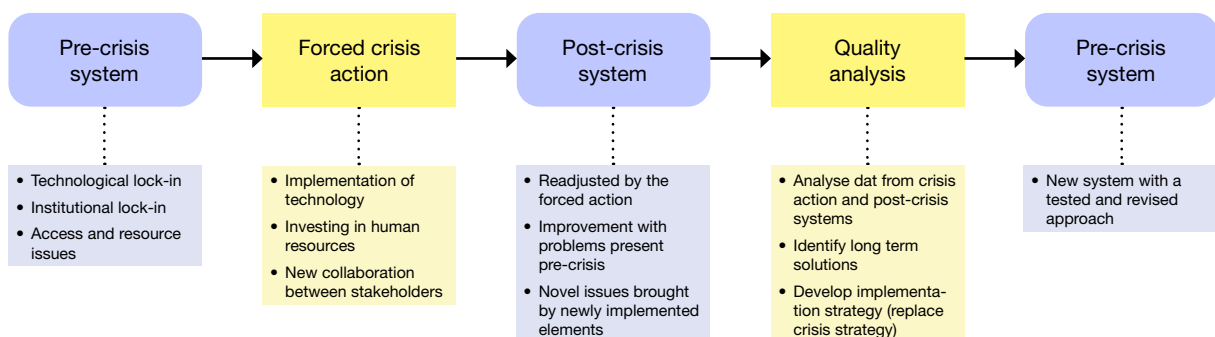 Pre-crisis
system
Forced crisis
action
Post-crisis
system
Quality
analysis
Pre-crisis
system
• Technological lock-in
• Institutional lock-in
• Access and resource
issues
• Implementation of
technology
• Investing in human
resources
• New collaboration
between stakeholders
• Readjusted by the
forced action
• Improvement with
problems present
pre-crisis
• Novel issues brought
by newly implemented
elements
• Analyse dat from crisis
action and post-crisis
systems
• Identify long term
solutions
• Develop implementa-
tion strategy (replace
crisis strategy)
• New system with a
tested and revised
approach